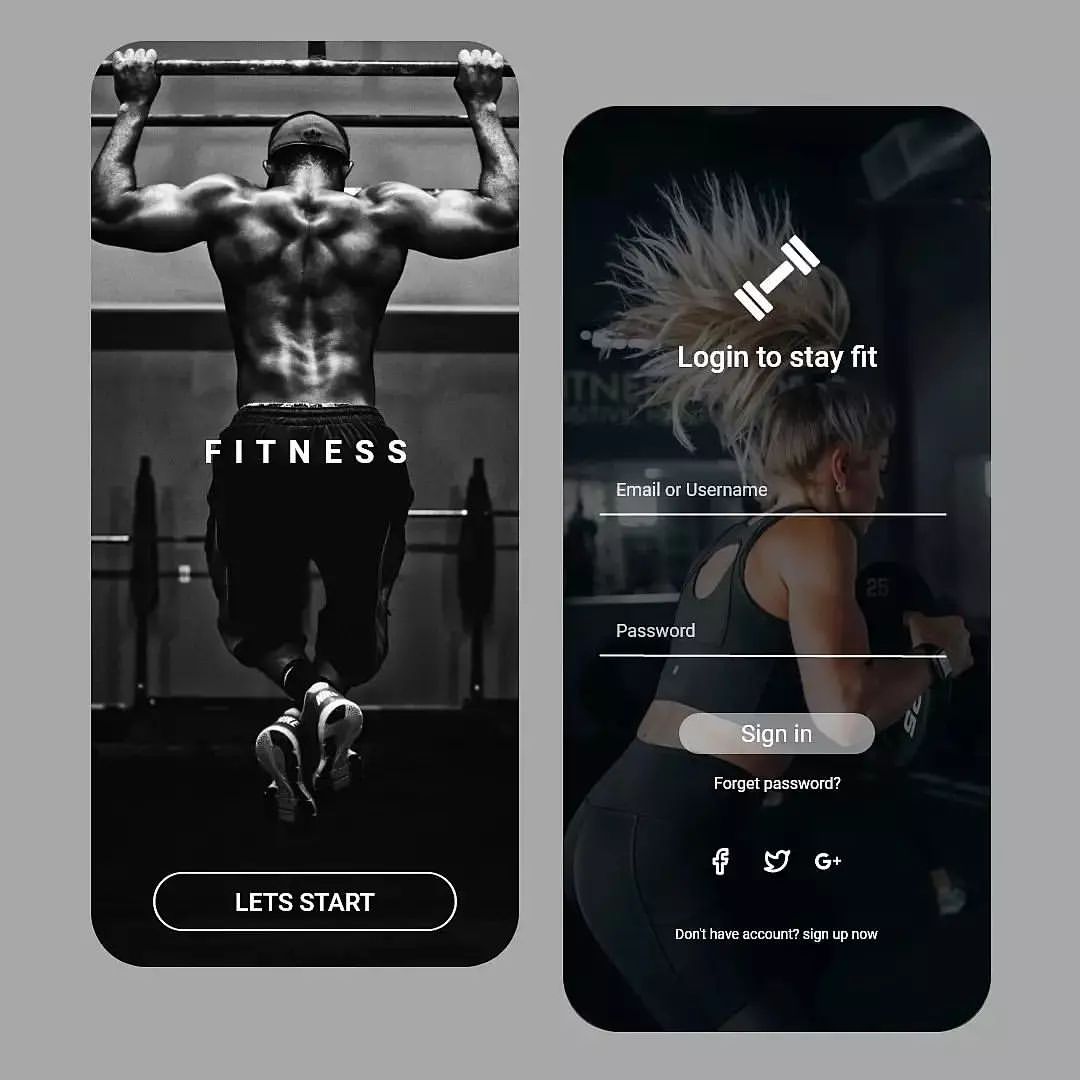 FITNESS
LETS START
Login to stay fit
Email or Username
Password
25
Sign in
Forget password?
G+
Don't have account? sign up now